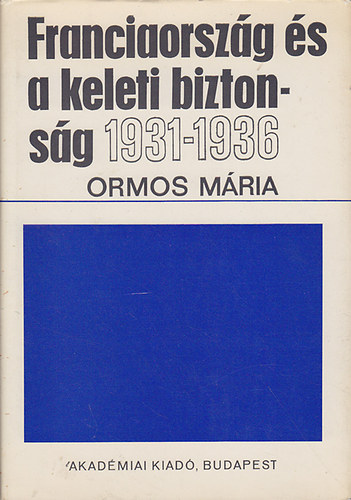 Franciaország és
a keleti bizton-
ság 1931-1936
ORMOS MÁRIA
AKADÉMIAI KIADÓ, BUDAPEST